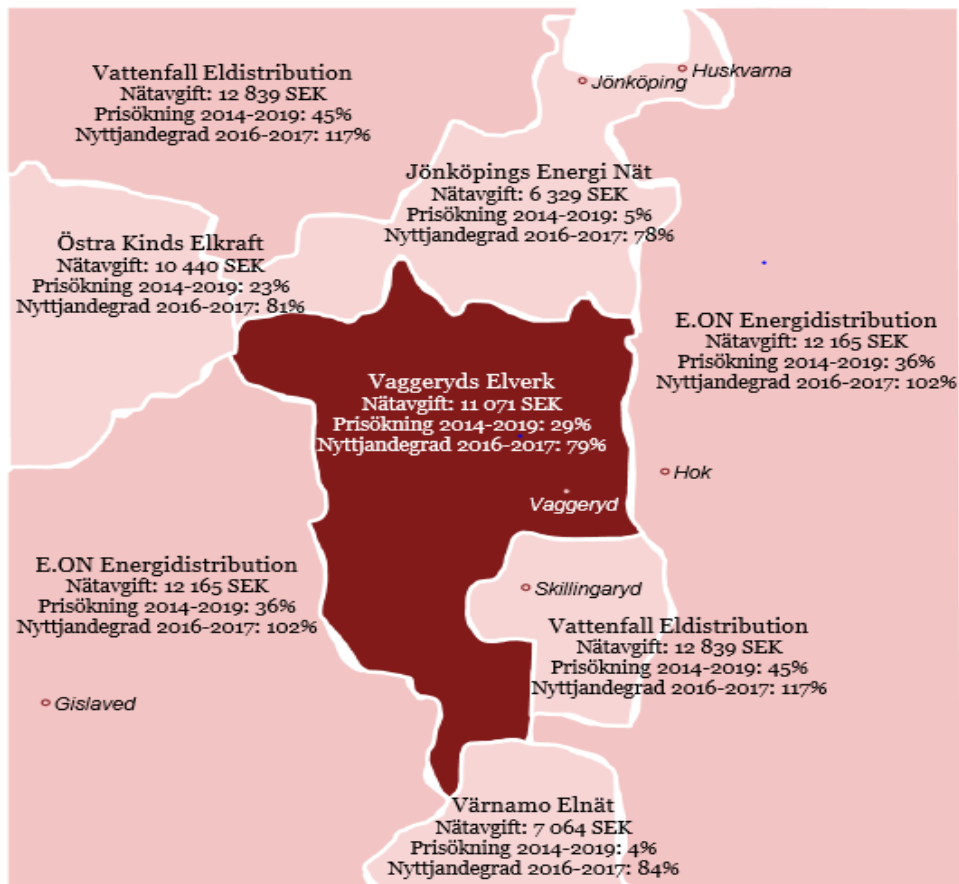 Vattenfall Eldistribution
Nätavgift: 12 839 SEK
Prisökning 2014-2019: 45%
Nyttjandegrad 2016-2017: 117%
Huskvarna
Jönköping
Jönköpings Energi Nät
Nätavgift: 6 329 SEK
Prisökning 2014-2019: 5%
Nyttjandegrad 2016-2017: 78%
Östra Kinds Elkraft
Nätavgift: 10 440 SEK
Prisökning 2014-2019: 23%
Nyttjandegrad 2016-2017: 81%
E.ON Energidistribution
Nätavgift: 12 165 SEK
Prisökning 2014-2019: 36%
Nyttjandegrad 2016-2017: 102%
Vaggeryds Elverk
Nätavgift: 11 071 SEK
Prisökning 2014-2019: 29%
Nyttjandegrad 2016-2017: 79%
Hok
Vaggeryd
E.ON Energidistribution
Nätavgift: 12 165 SEK
Prisökning 2014-2019: 36%
Nyttjandegrad 2016-2017: 102%
Skillingaryd
Vattenfall Eldistribution
Nätavgift: 12 839 SEK
Prisökning 2014-2019: 45%
Nyttjandegrad 2016-2017: 117%
Gislaved
Värnamo Elnät
Nätavgift: 7 064 SEK
Prisökning 2014-2019: 4%
Nyttjandegrad 2016-2017: 84%